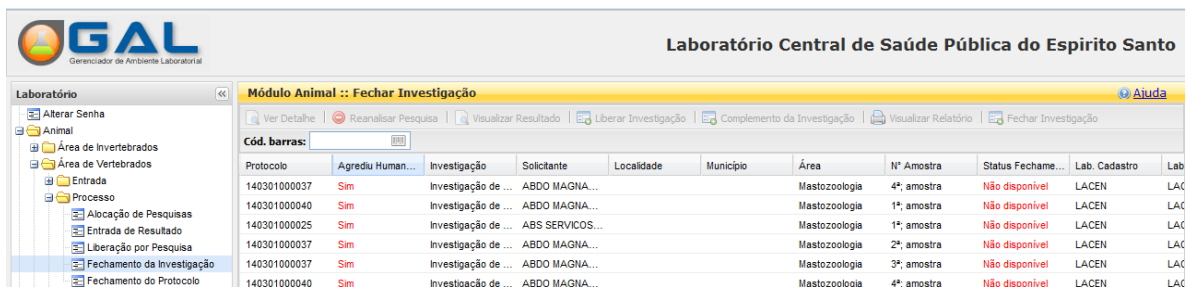 GAL
Gerenciador de Ambiente Laboratorial
Laboratório Central de Saúde Pública do Espirito Santo
Laboratório
Alterar Senha
Animal
Área de Invertebrados
Área de Vertebrados
Entrada
Processo
Alocação de Pesquisas
Entrada de Resultado
Liberação por Pesquisa
Fechamento da Investigação
Fechamento do Protocolo
Módulo Animal :: Fechar Investigação Ajuda
Ver Detalhe Reanalisar Pesquisa Visualizar Resultado Liberar Investigação Complemento da Investigação Visualizar Relatório Fechar Investigação
Cód. barras:
Protocolo Agrediu Human... Investigação Solicitante Localidade Município Área N° Amostra Status Fechame... Lab. Cadastro Lab
140301000037 Sim Investigação de ... ABDO MAGNA... Mastozoologia 4ª; amostra Não disponível LACEN LAC
140301000040 Sim Investigação de ... ABDO MAGNA... Mastozoologia 1ª; amostra Não disponível LACEN LAC
140301000025 Sim Investigação de ... ABS SERVICOS... Mastozoologia 1ª; amostra Não disponível LACEN LAC
140301000037 Sim Investigação de ... ABDO MAGNA... Mastozoologia 2ª; amostra Não disponível LACEN LAC
140301000037 Sim Investigação de ... ABDO MAGNA... Mastozoologia 3ª; amostra Não disponível LACEN LAC
140301000040 Sim Investigação de ... ABDO MAGNA... Mastozoologia 4ª; amostra Não disponível LACEN LAC